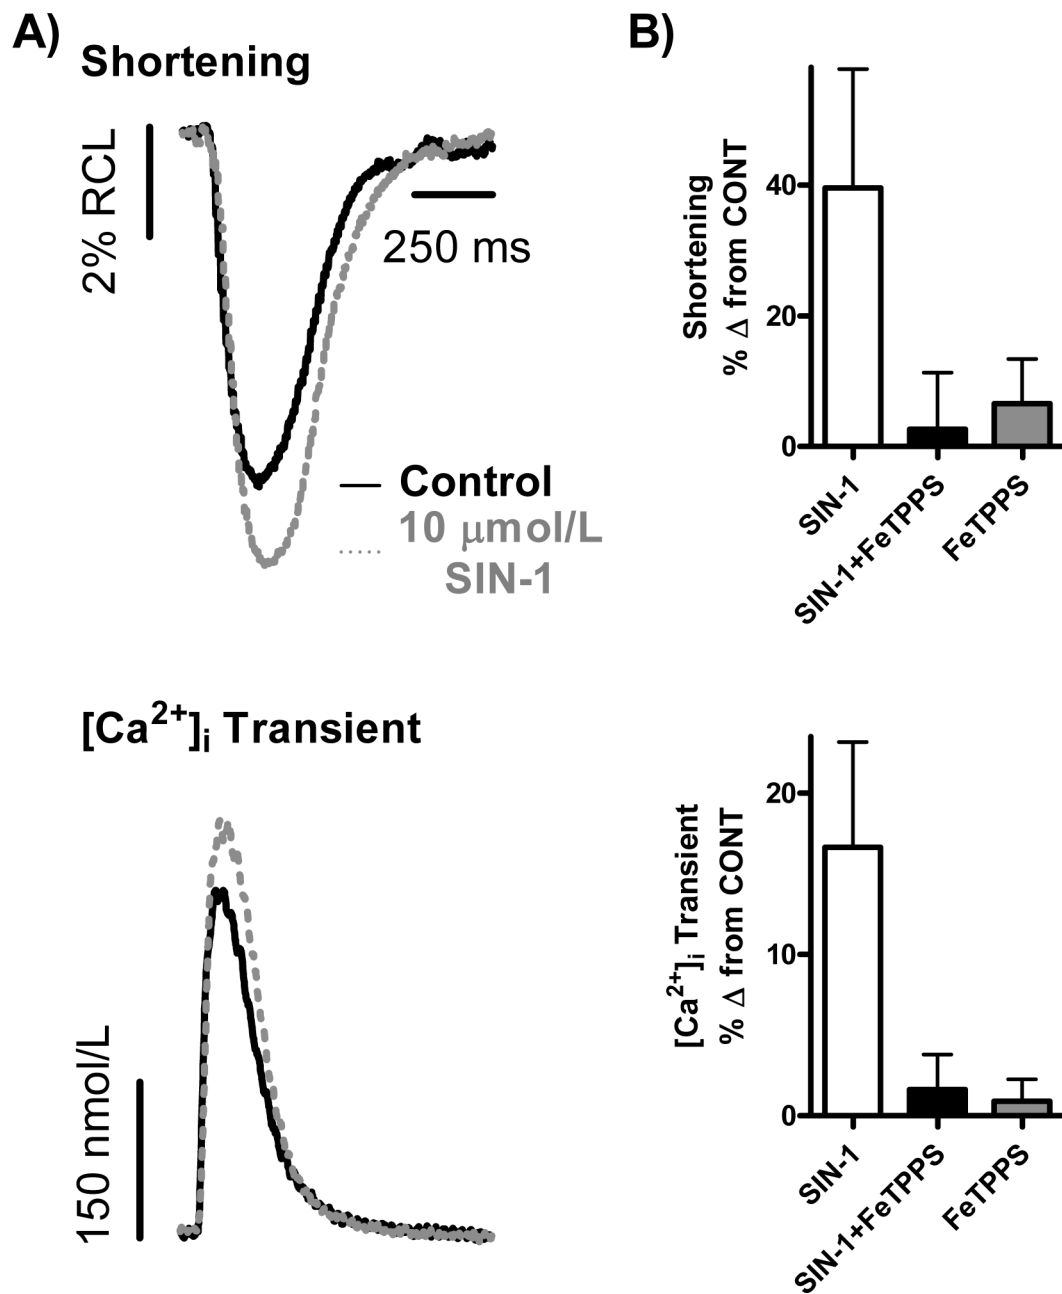 A)
Shortening
2% RCL
250 ms
Control
10 μmol/L
SIN-1
B)
Shortening
% Δ from CONT
40
20
0
SIN-1
SIN-1+FeTPPS
FeTPPS
[Ca²⁺]ᵢ Transient
150 nmol/L
[Ca²⁺]ᵢ Transient
% Δ from CONT
20
10
0
SIN-1
SIN-1+FeTPPS
FeTPPS